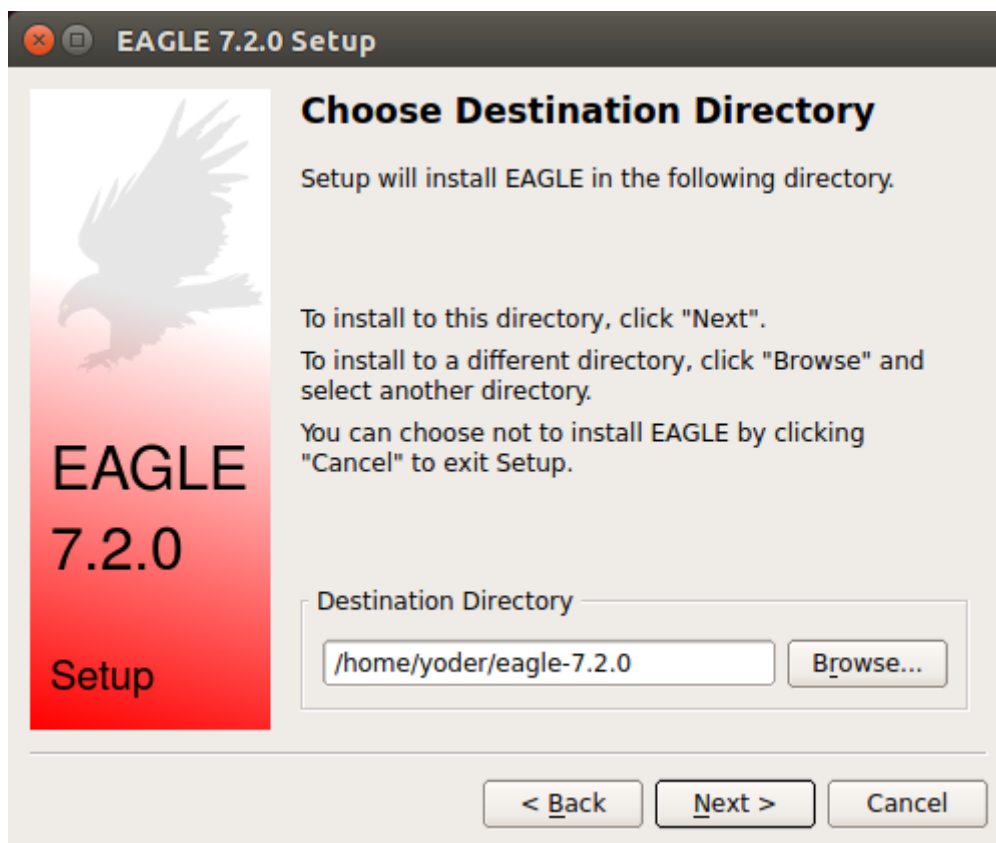 EAGLE 7.2.0 Setup
Choose Destination Directory
Setup will install EAGLE in the following directory.
To install to this directory, click "Next".
To install to a different directory, click "Browse" and
select another directory.
You can choose not to install EAGLE by clicking
"Cancel" to exit Setup.
EAGLE
7.2.0
Setup
Destination Directory
/home/yoder/eagle-7.2.0
Browse...
< Back
Next >
Cancel